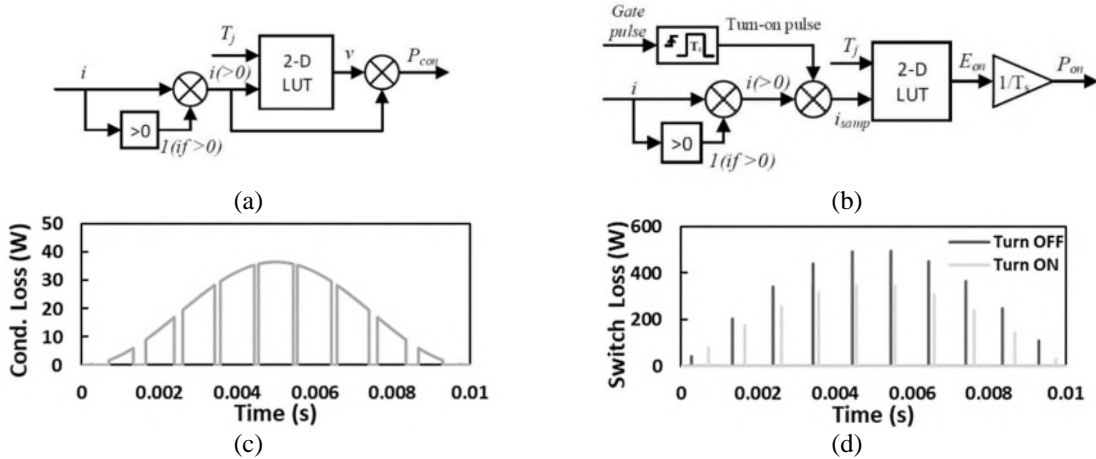 T_j
2-D
LUT
v
P_con
i
i(>0)
>0
1(if >0)
(a)
Gate
pulse
Turn-on pulse
T_s
T_j
2-D
LUT
E_on
1/T_s
P_on
i
i(>0)
i_samp
>0
1(if >0)
(b)
Cond. Loss (W)
50
40
30
20
10
0
0 0.002 0.004 0.006 0.008 0.01
Time (s)
(c)
Switch Loss (W)
600
400
200
0
Turn OFF
Turn ON
0 0.002 0.004 0.006 0.008 0.01
Time (s)
(d)